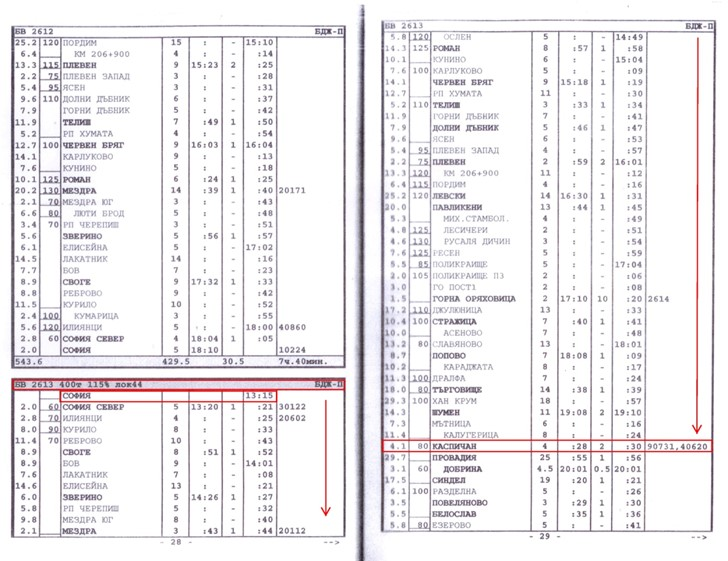 БВ 2612 БДЖ-П
25.2 120 ПОРДИМ 15 : - 15:10
6.4 КМ 206+900 4 : - :14
13.3 115 ПЛЕВЕН 9 15:23 2 :25
2.2 75 ПЛЕВЕН ЗАПАД 3 : - :28
5.4 95 ЯСЕН 3 : - :31
9.6 110 ДОЛНИ ДЪБНИК 6 : - :37
7.9 ГОРНИ ДЪБНИК 5 : - :42
11.9 ТЕЛИШ 7 :49 1 :50
5.2 РП ХУМАТА 4 : - :54
12.7 100 ЧЕРВЕН БРЯГ 9 16:03 1 16:04
14.1 КАРЛУКОВО 9 : - :13
7.6 КУНИНО 5 : - :18
10.1 125 РОМАН 6 :24 1 :25
20.2 130 МЕЗДРА 14 :39 1 :40 20171
2.1 70 МЕЗДРА ЮГ 3 : - :43
6.6 80 ЛЮТИ БРОД 5 : - :48
3.4 70 РП ЧЕРЕПИШ 3 : - :51
5.6 ЗВЕРИНО 5 :56 1 :57
6.1 ЕЛИСЕЙНА 5 : - 17:02
14.5 ЛАКАТНИК 14 : - :16
7.7 БОВ 7 : - :23
8.9 СВОГЕ 9 17:32 1 :33
8.8 РЕБРОВО 9 : - :42
11.5 КУРИЛО 10 : - :52
2.4 100 КУМАРИЦА 3 : - :55
5.6 120 ИЛИЯНЦИ 5 : - 18:00 40860
2.8 60 СОФИЯ СЕВЕР 4 18:04 1 :05
2.0 СОФИЯ 5 18:10 10224
543.6 429.5 30.5 7ч.40мин.
БВ 2613 400т 115% лок44 БДЖ-П
СОФИЯ 13:15
2.0 60 СОФИЯ СЕВЕР 5 13:20 1 :21 30122
2.8 70 ИЛИЯНЦИ 4 : - :25 20602
8.0 90 КУРИЛО 8 : - :33
11.4 70 РЕБРОВО 10 : - :43
8.9 СВОГЕ 8 :51 1 :52
8.9 БОВ 9 : - 14:01
7.6 ЛАКАТНИК 7 : - :08
14.6 ЕЛИСЕЙНА 13 : - :21
6.0 ЗВЕРИНО 5 14:26 1 :27
5.8 РП ЧЕРЕПИШ 5 : - :32
9.8 МЕЗДРА ЮГ 8 : - :40
2.1 МЕЗДРА 3 :43 1 :44 20112
- 28 - -->
БВ 2613 БДЖ-П
5.8 120 ОСЛЕН 5 : - 14:49
14.3 125 РОМАН 8 :57 1 :58
10.1 КУНИНО 6 : - 15:04
7.6 100 КАРЛУКОВО 5 : - :09
14.1 ЧЕРВЕН БРЯГ 9 15:18 1 :19
12.7 РП ХУМАТА 11 : - :30
5.2 110 ТЕЛИШ 3 :33 1 :34
11.9 ГОРНИ ДЪБНИК 7 : - :41
7.9 ДОЛНИ ДЪБНИК 5 :46 1 :47
9.6 ЯСЕН 6 : - :53
5.4 95 ПЛЕВЕН ЗАПАД 4 : - :57
2.2 75 ПЛЕВЕН 2 :59 2 16:01
13.3 120 КМ 206+900 11 : - :12
6.4 115 ПОРДИМ 4 : - :16
25.2 120 ЛЕВСКИ 14 16:30 1 :31
20.0 ПАВЛИКЕНИ 13 :44 1 :45
5.3 МИХ.СТАМБОЛ. 4 : - :49
4.8 125 ЛЕСИЧЕРИ 2 : - :51
4.6 130 РУСАЛЯ ДИЧИН 3 : - :54
7.6 125 РЕСЕН 5 : - :59
5.5 85 ПОЛИКРАИЩЕ 5 : - 17:04
2.0 105 ПОЛИКРАИЩЕ ПЗ 2 : - :06
3.0 ГО ПОСТ3 2 : - :08
1.5 ГОРНА ОРЯХОВИЦА 2 17:10 10 :20 2614
17.2 110 ДЖУЛЮНИЦА 13 : - :33
10.4 100 СТРАЖИЦА 7 :40 1 :41
10.0 АСЕНОВО 7 : - :48
13.2 80 СЛАВЯНОВО 13 : - 18:01
8.7 ПОПОВО 7 18:08 1 :09
10.2 КАРАДЖАТА 8 : - :17
11.3 100 ДРАЛФА 7 : - :24
18.0 80 ТЪРГОВИЩЕ 14 :38 1 :39
29.3 100 ХАН КРУМ 18 : - :57
14.3 ШУМЕН 11 19:08 2 19:10
7.3 МЪТНИЦА 6 : - :16
11.4 КАЛУГЕРИЦА 8 : - :24
4.1 80 КАСПИЧАН 4 :28 2 :30 90731,40620
29.7 ПРОВАДИЯ 25 :55 1 :56
3.1 60 ДОБРИНА 4.5 20:01 0.5 20:01
17.5 СИНДЕЛ 19 :20 1 :21
6.1 100 РАЗДЕЛНА 5 : - :26
3.5 ПОВЕЛЯНОВО 3 :29 1 :30
5.5 БЕЛОСЛАВ 5 :35 1 :36
5.8 80 ЕЗЕРОВО 5 : - :41
- 29 - -->